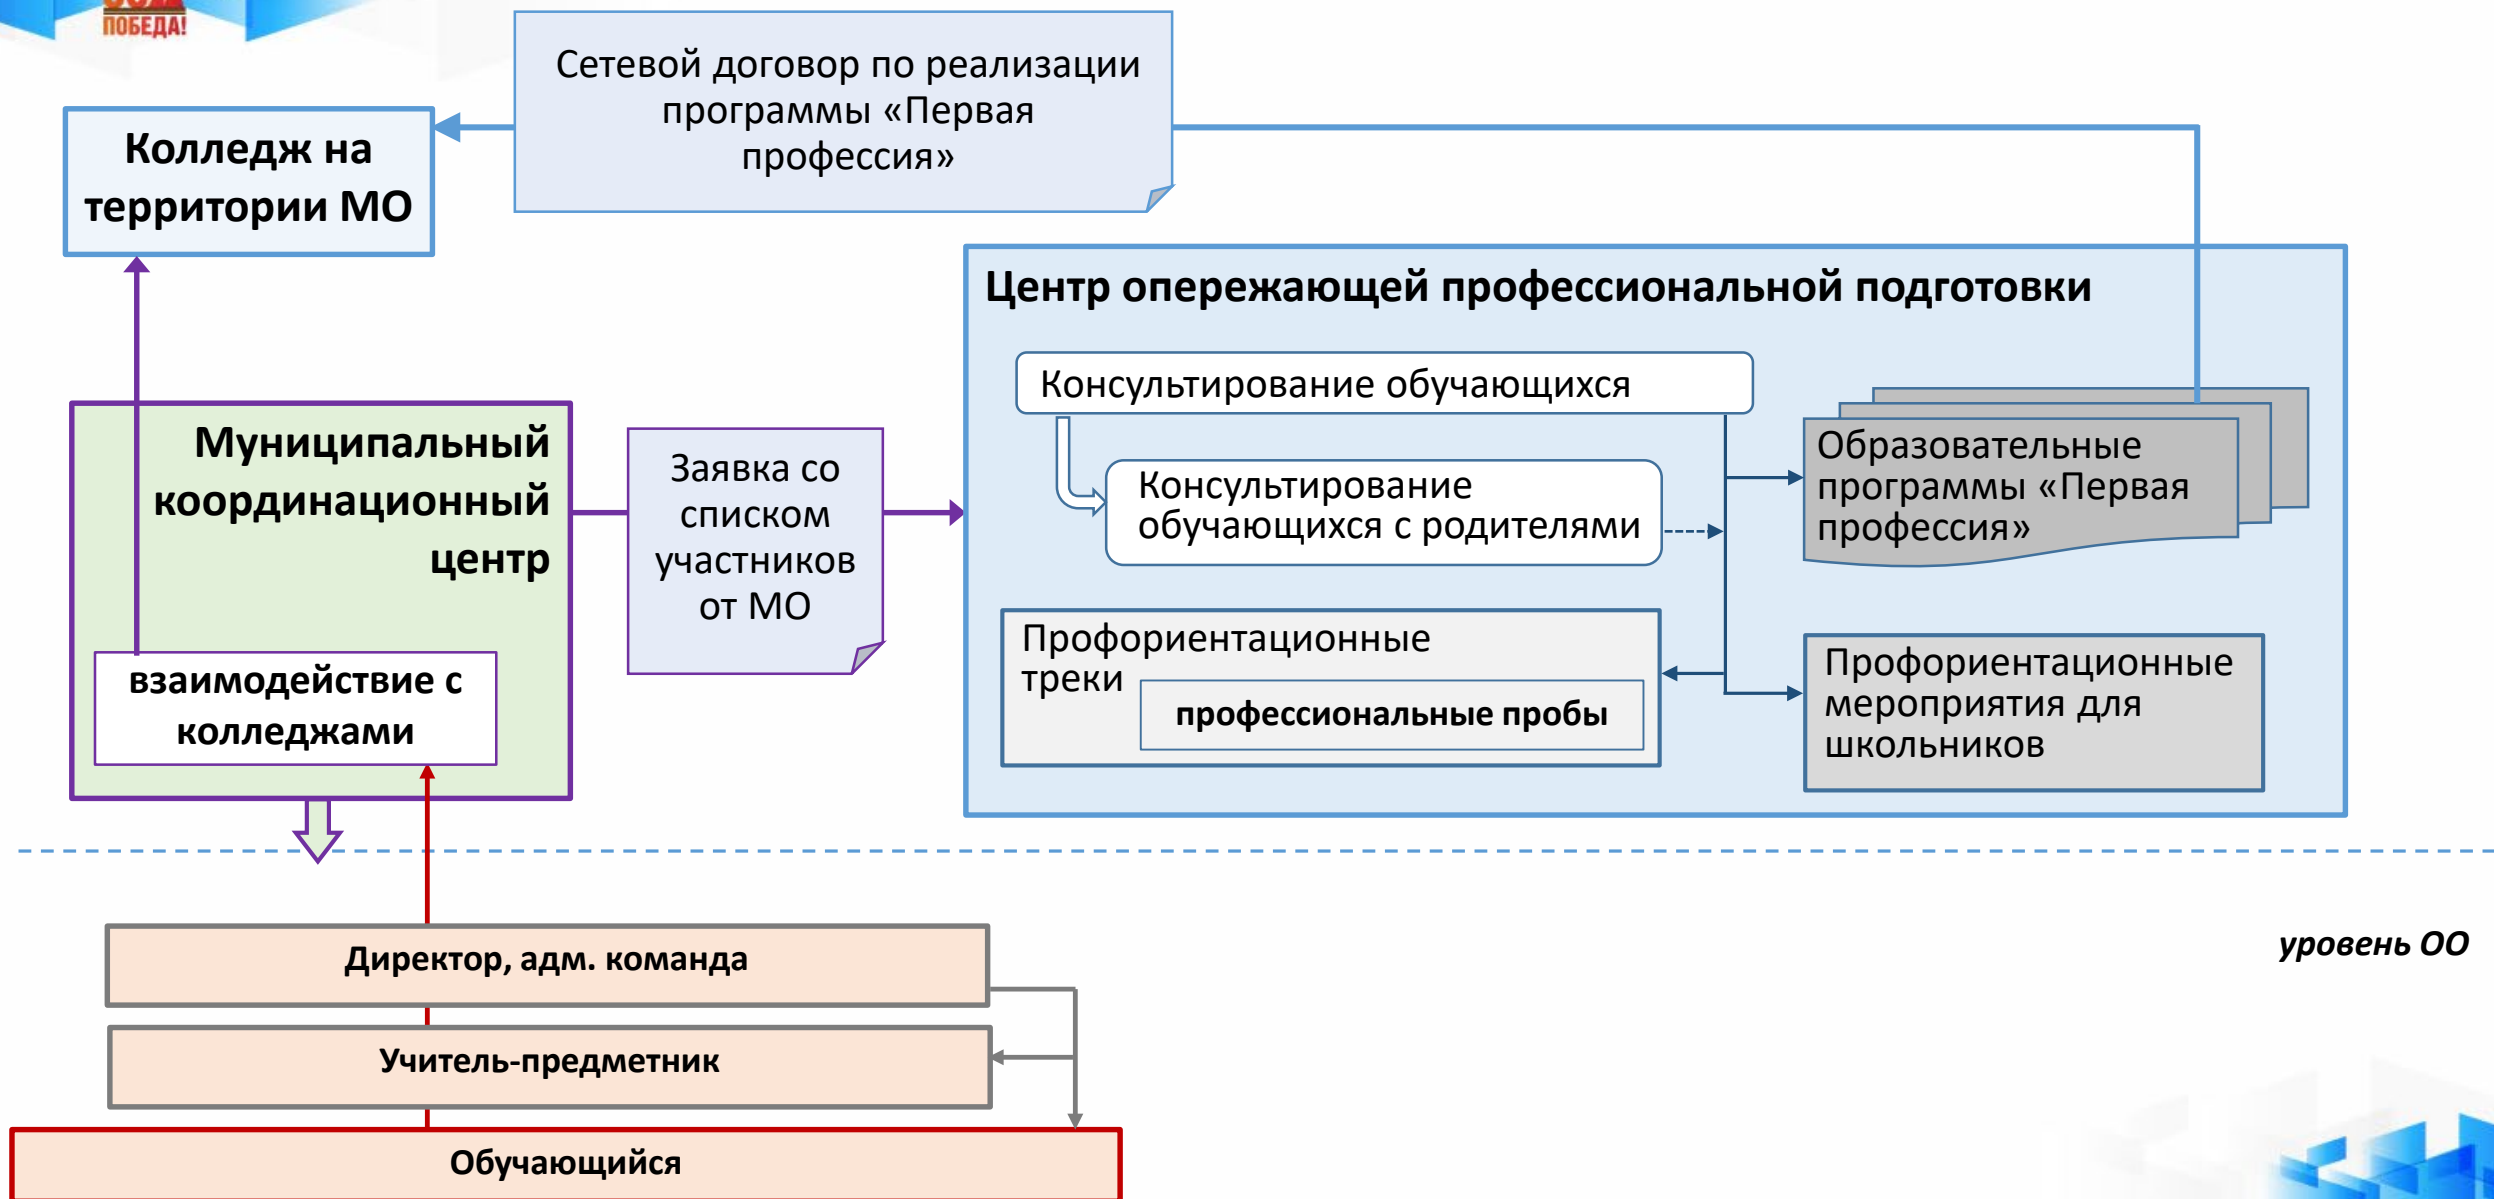 ПОБЕДА!
Сетевой договор по реализации
программы «Первая
профессия»
Колледж на
территории МО
Центр опережающей профессиональной подготовки
Консультирование обучающихся
Консультирование
обучающихся с родителями
Образовательные
программы «Первая
профессия»
Муниципальный
координационный
центр
Заявка со
списком
участников
от МО
взаимодействие с
колледжами
Профориентационные
треки
профессиональные пробы
Профориентационные
мероприятия для
школьников
уровень ОО
Директор, адм. команда
Учитель-предметник
Обучающийся